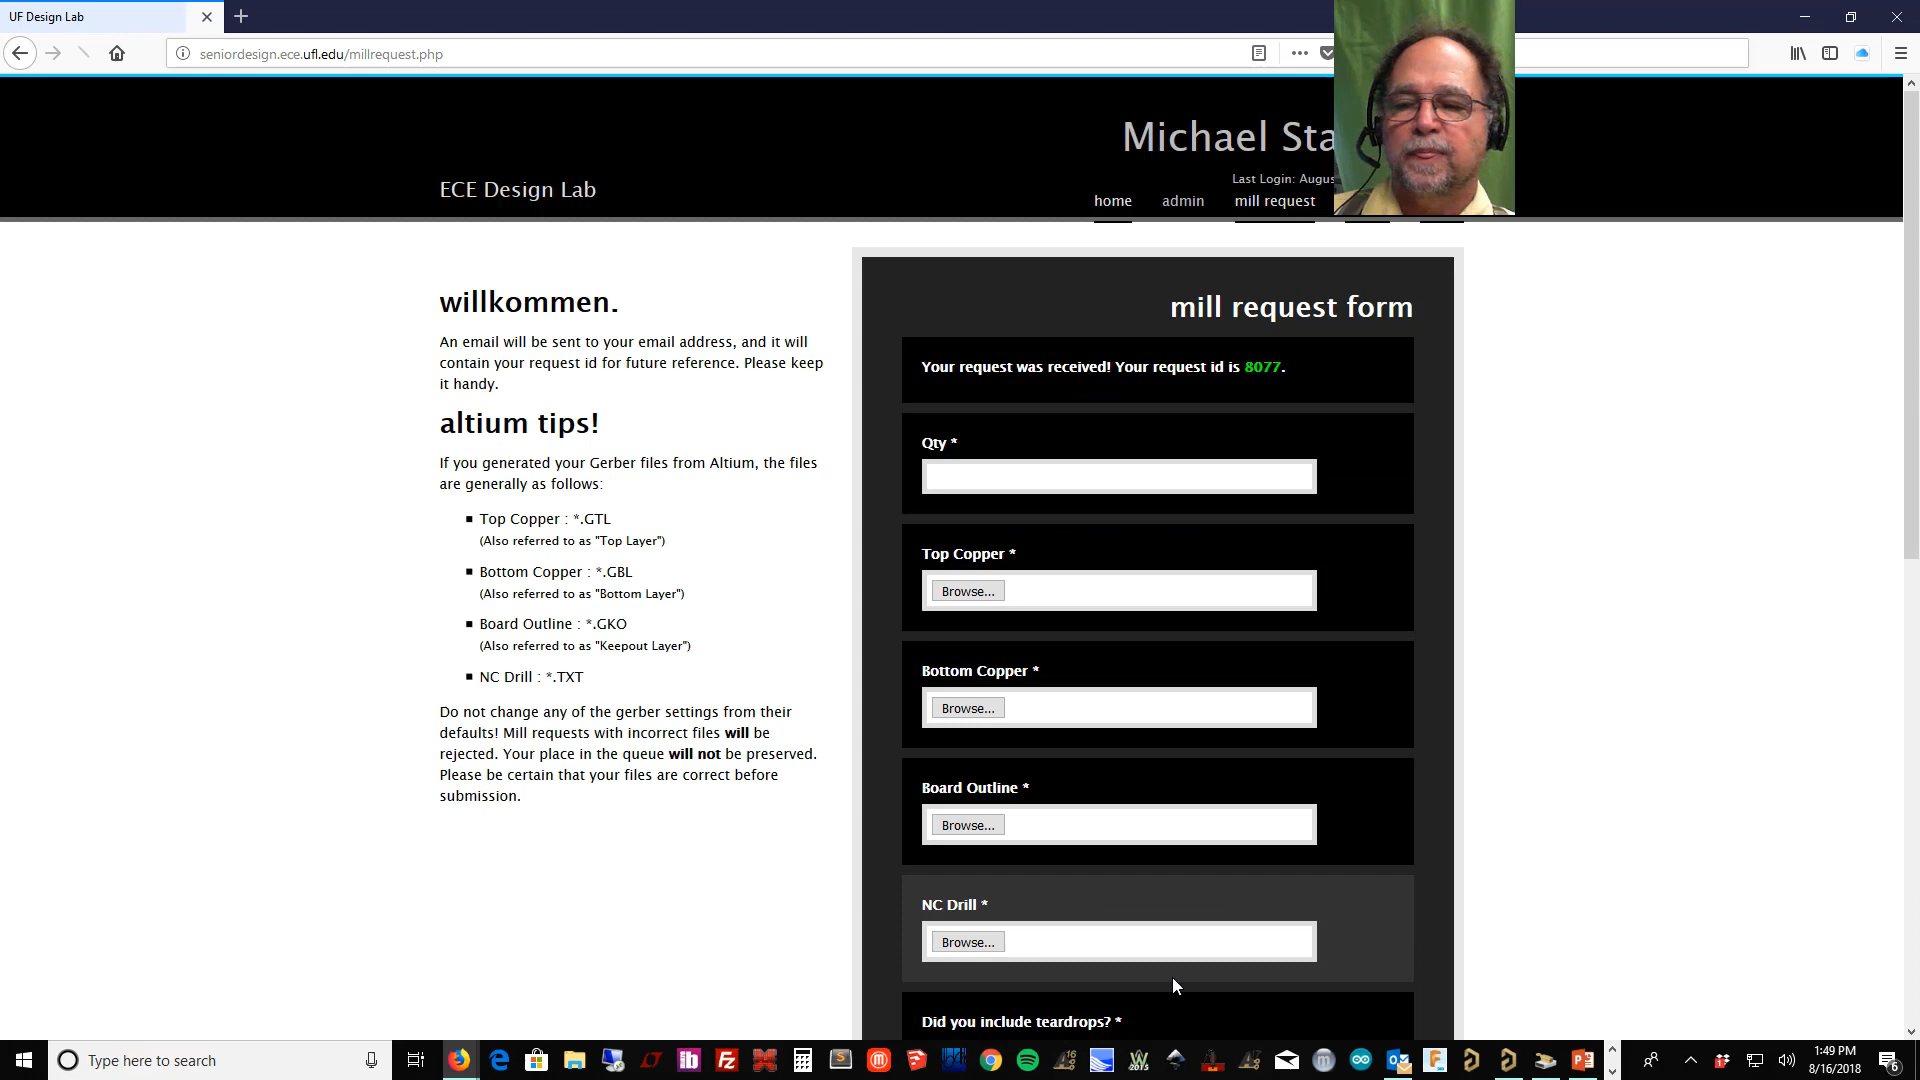 UF Design Lab
seniordesign.ece.ufl.edu/millrequest.php
Michael Sta
Last Login: Augus
ECE Design Lab
home admin mill request
willkommen.
An email will be sent to your email address, and it will
contain your request id for future reference. Please keep
it handy.
altium tips!
If you generated your Gerber files from Altium, the files
are generally as follows:
Top Copper : *.GTL
(Also referred to as "Top Layer")
Bottom Copper : *.GBL
(Also referred to as "Bottom Layer")
Board Outline : *.GKO
(Also referred to as "Keepout Layer")
NC Drill : *.TXT
Do not change any of the gerber settings from their
defaults! Mill requests with incorrect files will be
rejected. Your place in the queue will not be preserved.
Please be certain that your files are correct before
submission.
mill request form
Your request was received! Your request id is 8077.
Qty *
Top Copper *
Browse...
Bottom Copper *
Browse...
Board Outline *
Browse...
NC Drill *
Browse...
Did you include teardrops? *
Type here to search
1:49 PM
8/16/2018
6